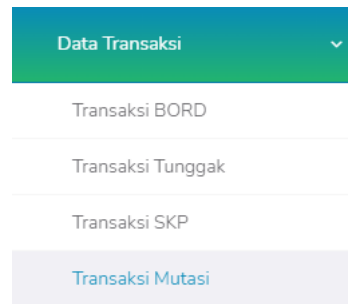 Data Transaksi
Transaksi BORD
Transaksi Tunggak
Transaksi SKP
Transaksi Mutasi